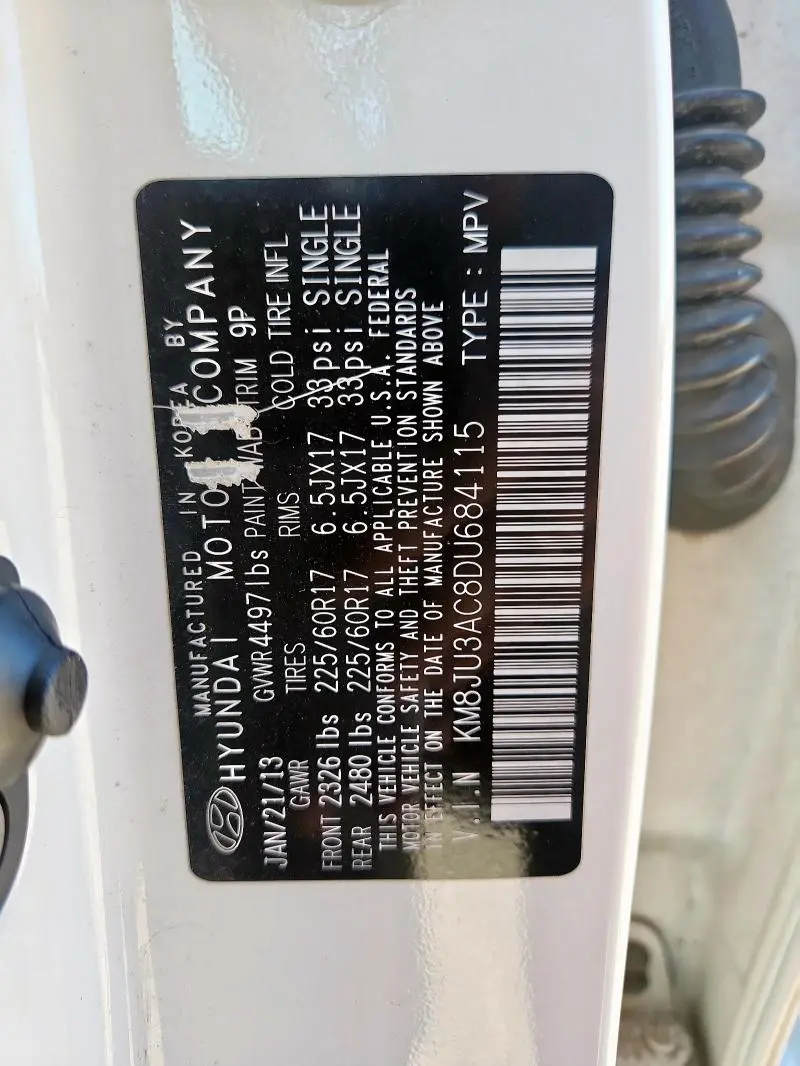 MANUFACTURED IN KOREA BY
HYUNDAI MOTO COMPANY
JAN/21/13 GVWR 4497 lbs PAINT TRIM 9P
GAWR TIRES RIMS COLD TIRE INFL
FRONT 2326 lbs 225/60R17 6.5JX17 33psi SINGLE
REAR 2480 lbs 225/60R17 6.5JX17 33psi SINGLE
THIS VEHICLE CONFORMS TO ALL APPLICABLE U.S.A. FEDERAL
MOTOR VEHICLE SAFETY AND THEFT PREVENTION STANDARDS
IN EFFECT ON THE DATE OF MANUFACTURE SHOWN ABOVE
V.I.N KM8JU3AC8DU684115 TYPE : MPV